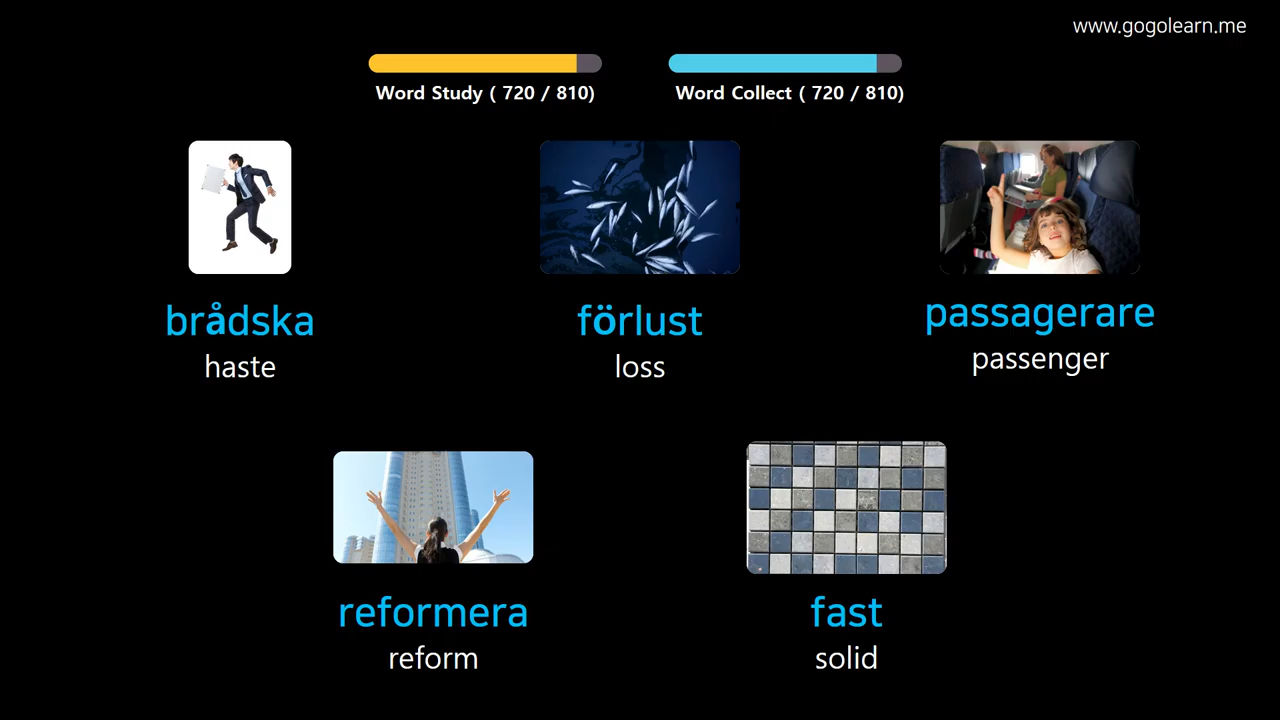 www.gogolearn.me
Word Study ( 720 / 810)
Word Collect ( 720 / 810)
brådska
haste
förlust
loss
passagerare
passenger
reformera
reform
fast
solid